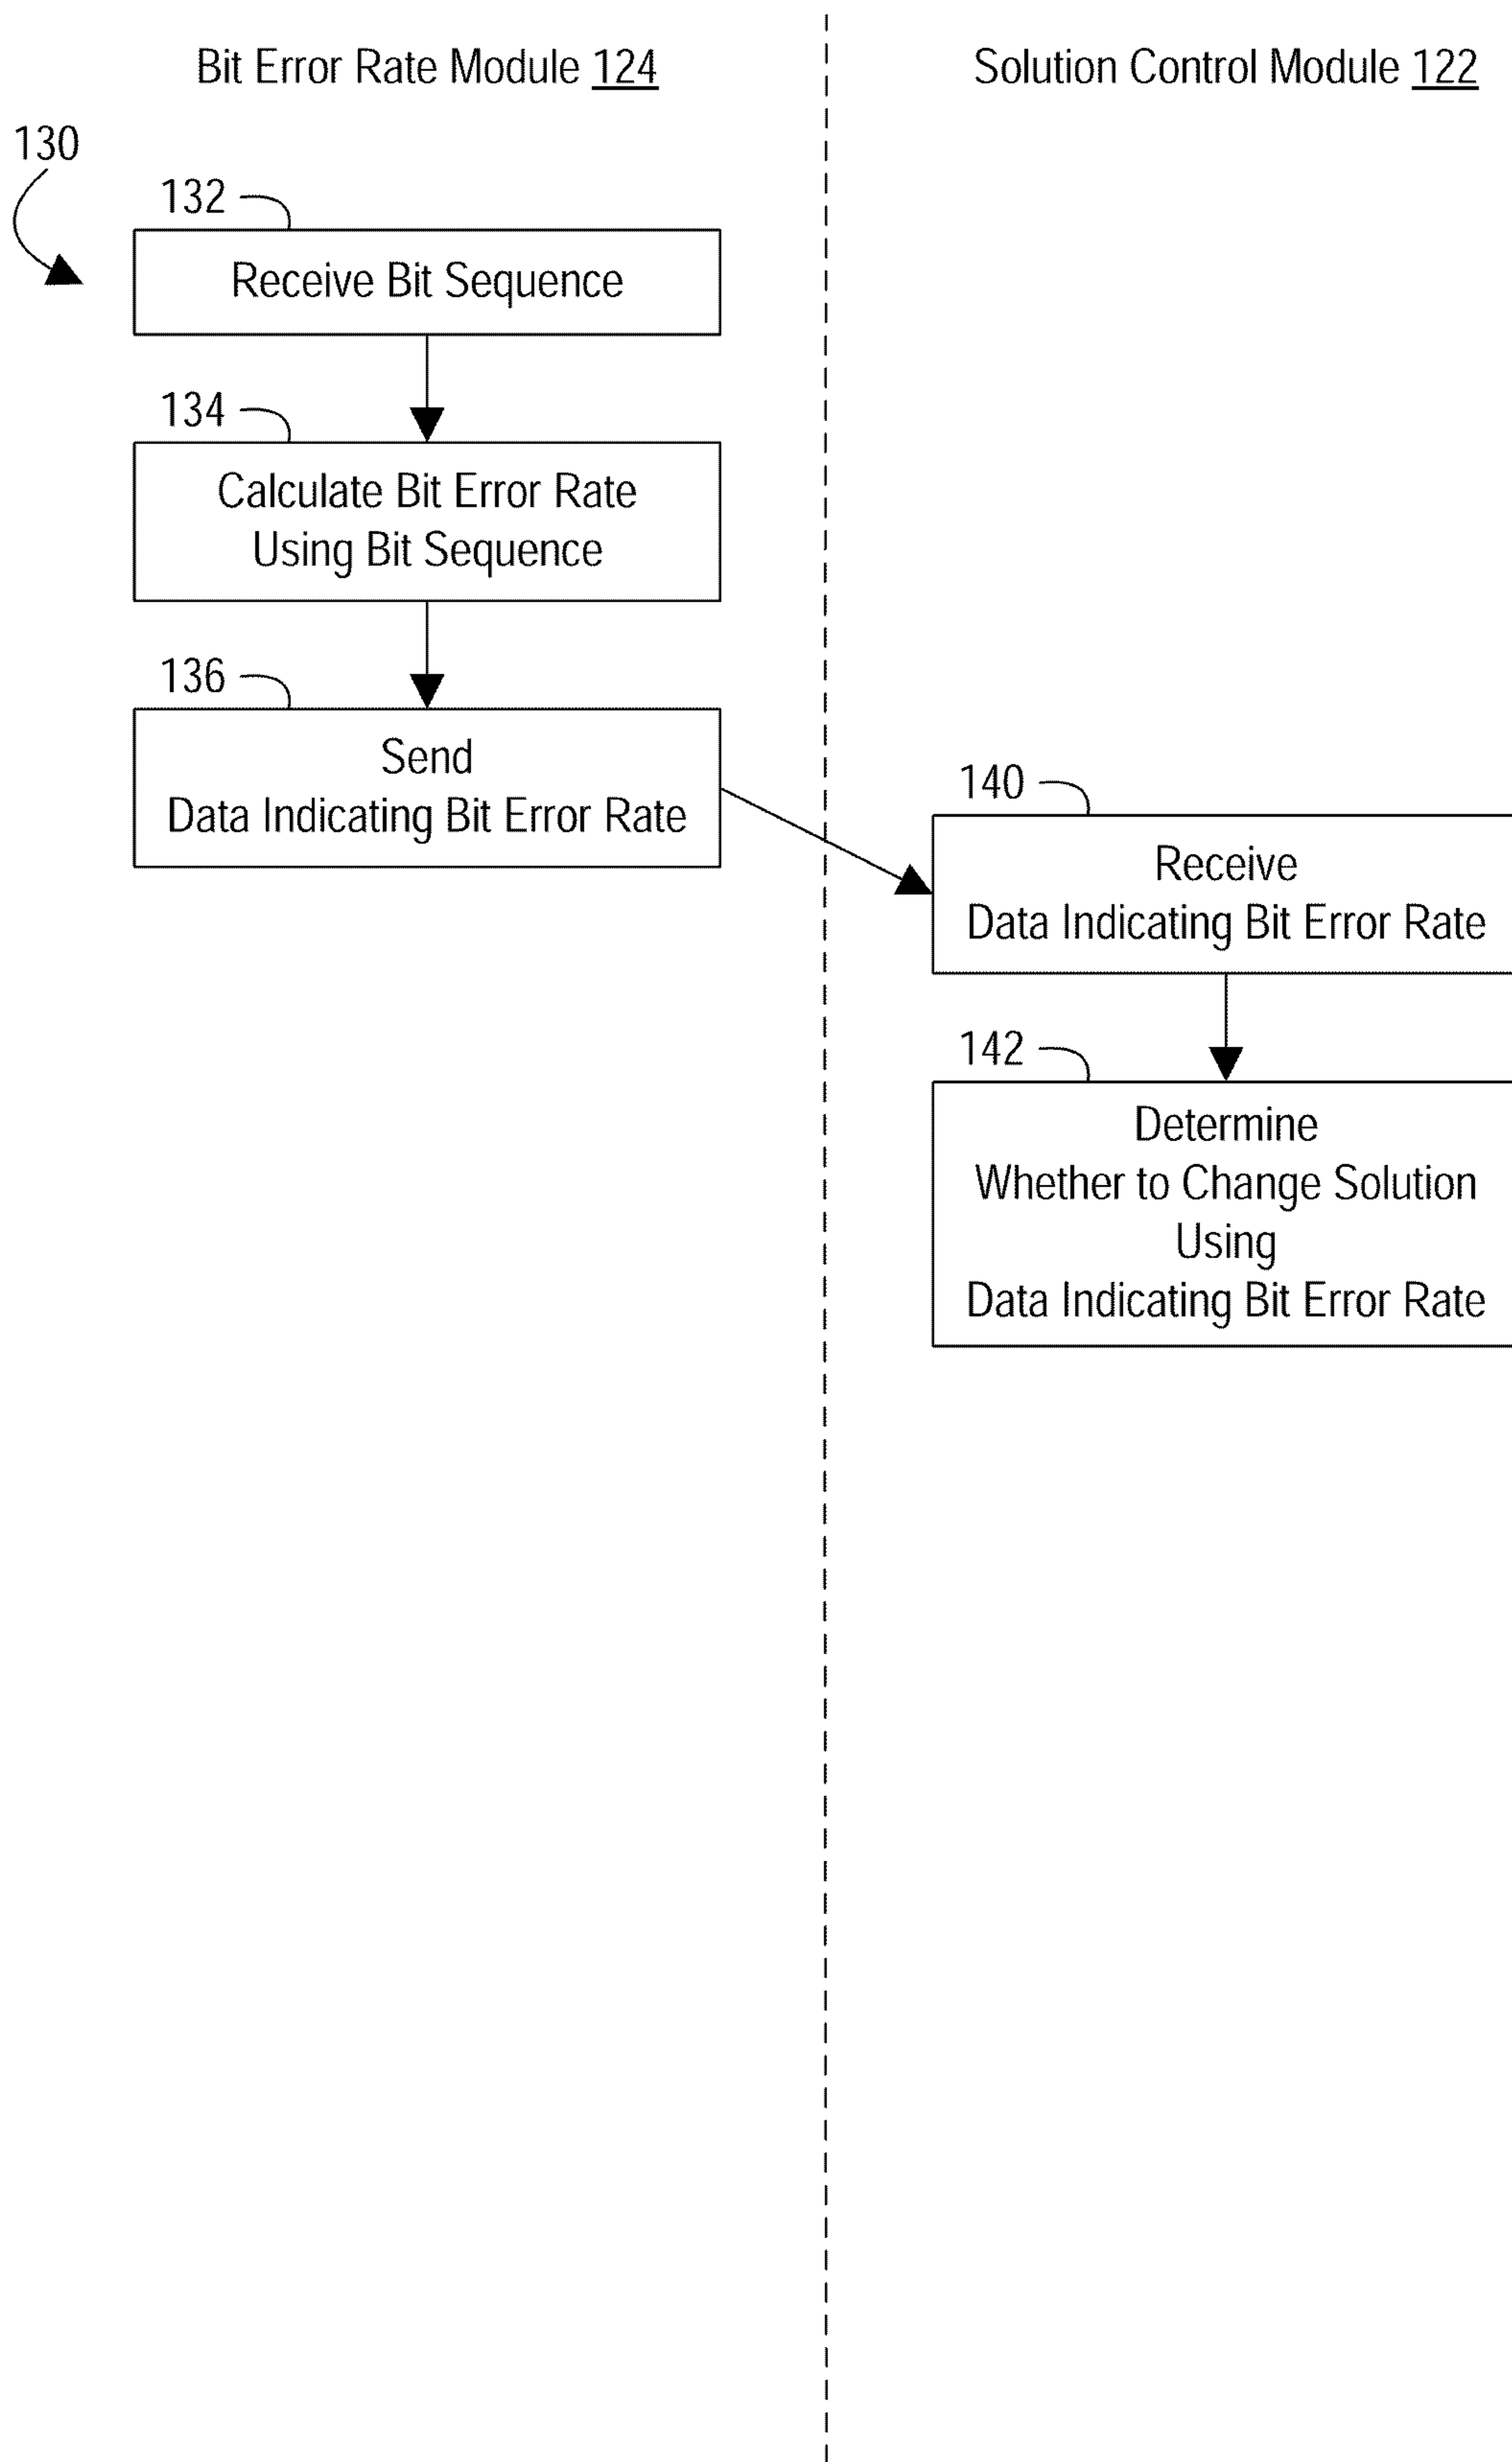 Bit Error Rate Module 124
Solution Control Module 122
130
132
Receive Bit Sequence
134
Calculate Bit Error Rate
Using Bit Sequence
136
Send
Data Indicating Bit Error Rate
140
Receive
Data Indicating Bit Error Rate
142
Determine
Whether to Change Solution
Using
Data Indicating Bit Error Rate